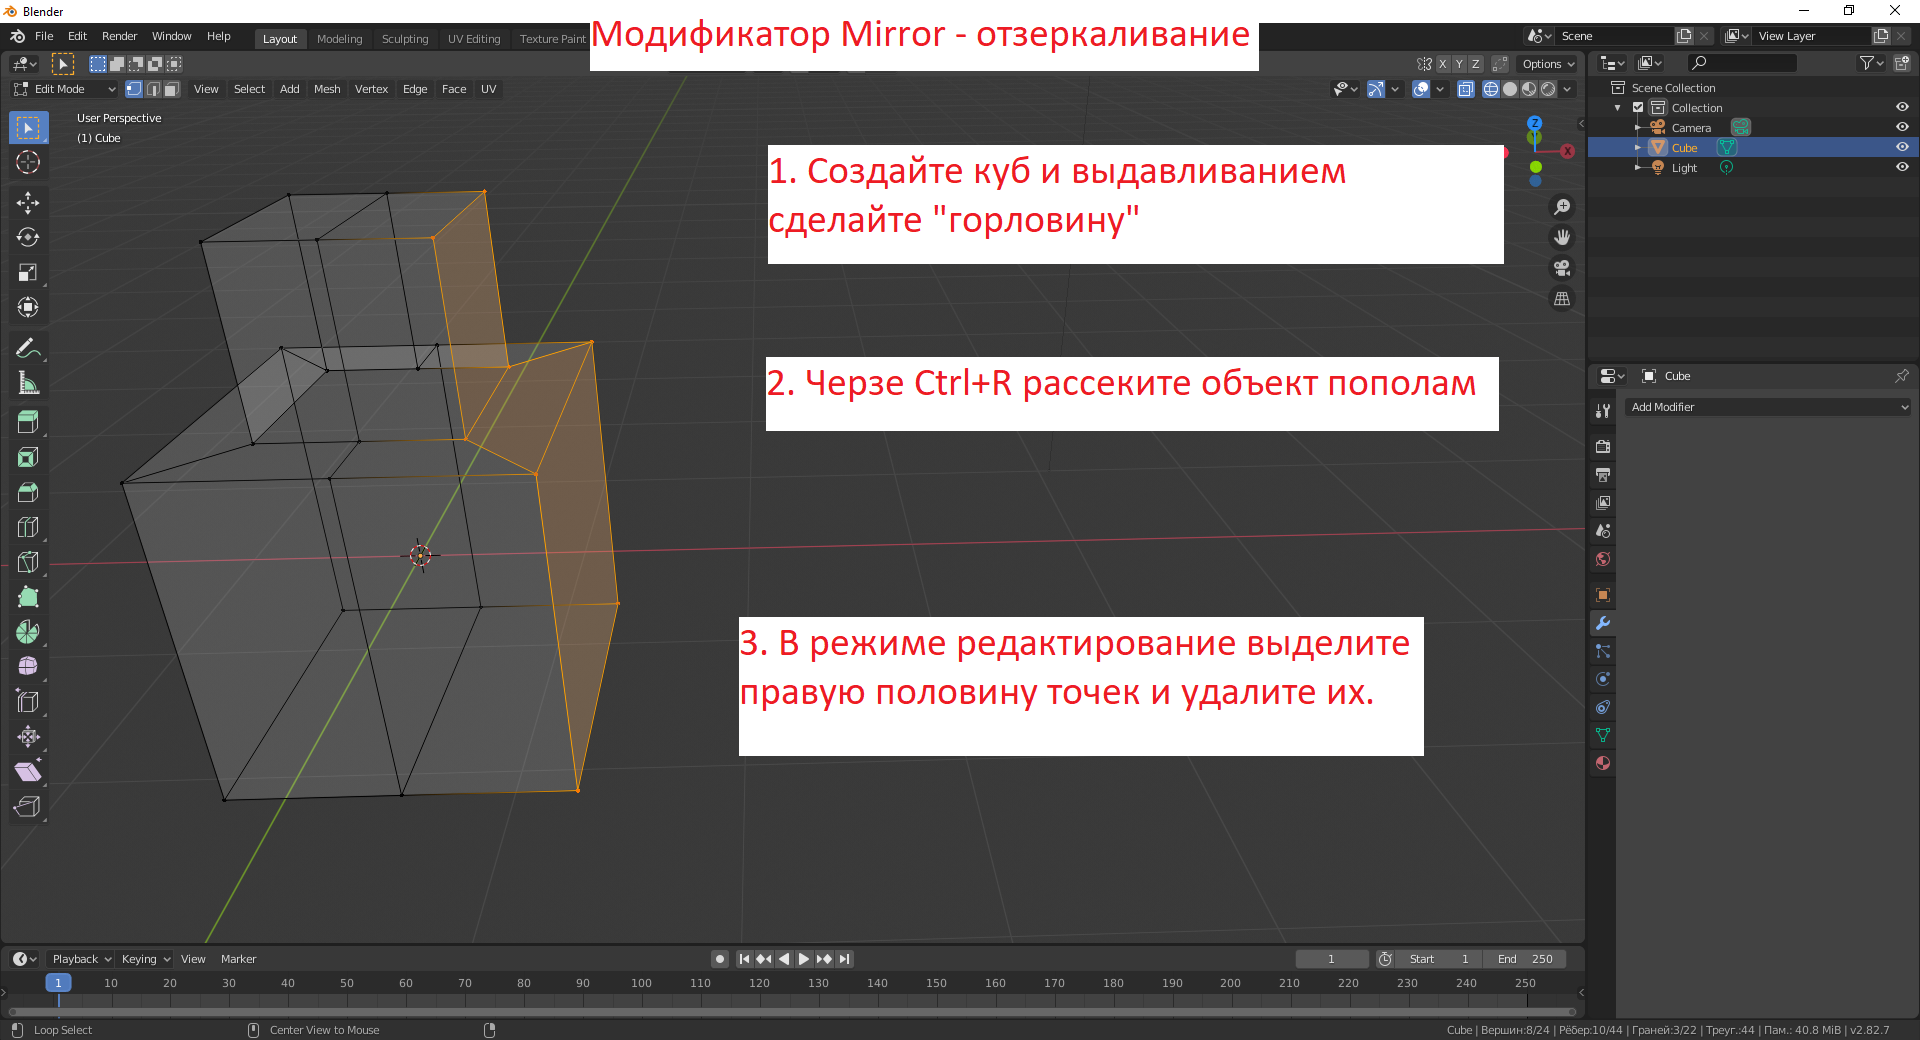 Blender
File Edit Render Window Help Layout Modeling Sculpting UV Editing Texture Paint
Модификатор Mirror - отзеркаливание
Scene View Layer
X Y Z Options
Edit Mode View Select Add Mesh Vertex Edge Face UV
User Perspective
(1) Cube
Z
X
Scene Collection
Collection
Camera
Cube
Light
1. Создайте куб и выдавливанием
сделайте "горловину"
2. Черзе Ctrl+R рассеките объект пополам
Cube
Add Modifier
3. В режиме редактирование выделите
правую половину точек и удалите их.
Playback Keying View Marker 1 Start 1 End 250
1 10 20 30 40 50 60 70 80 90 100 110 120 130 140 150 160 170 180 190 200 210 220 230 240 250
Loop Select Center View to Mouse Cube | Вершин:8/24 | Рёбер:10/44 | Граней:3/22 | Треуг.:44 | Пам.: 40.8 MiB | v2.82.7